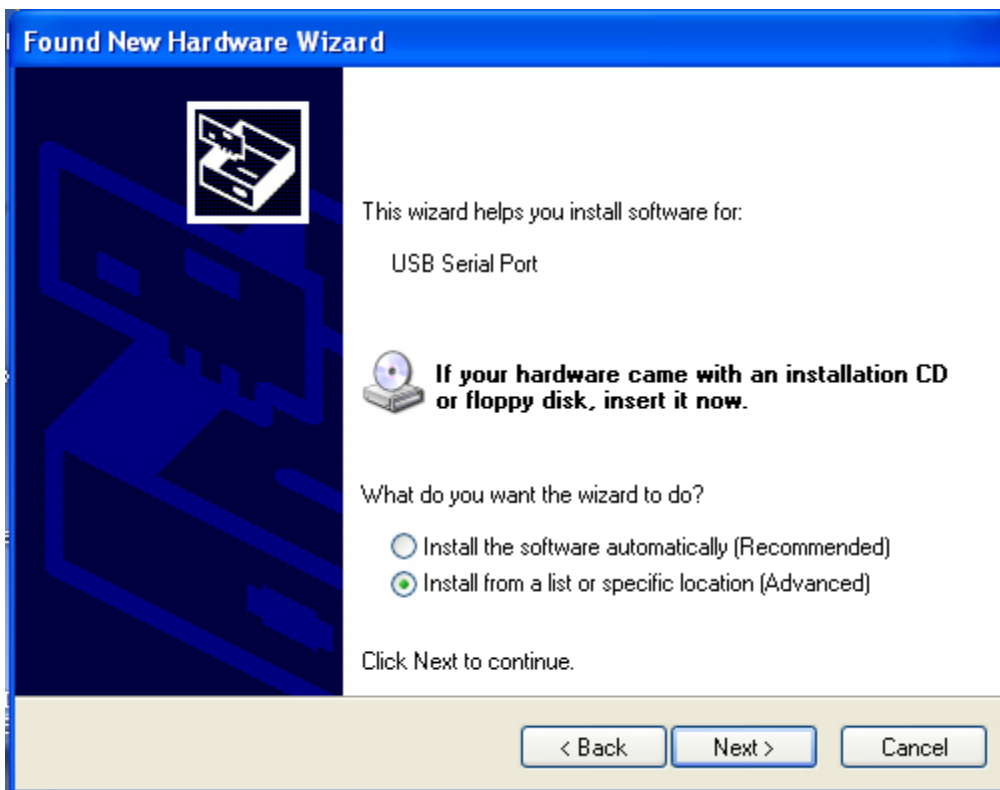 Found New Hardware Wizard
This wizard helps you install software for:
USB Serial Port
If your hardware came with an installation CD
or floppy disk, insert it now.
What do you want the wizard to do?
Install the software automatically (Recommended)
Install from a list or specific location (Advanced)
Click Next to continue.
< Back
Next >
Cancel